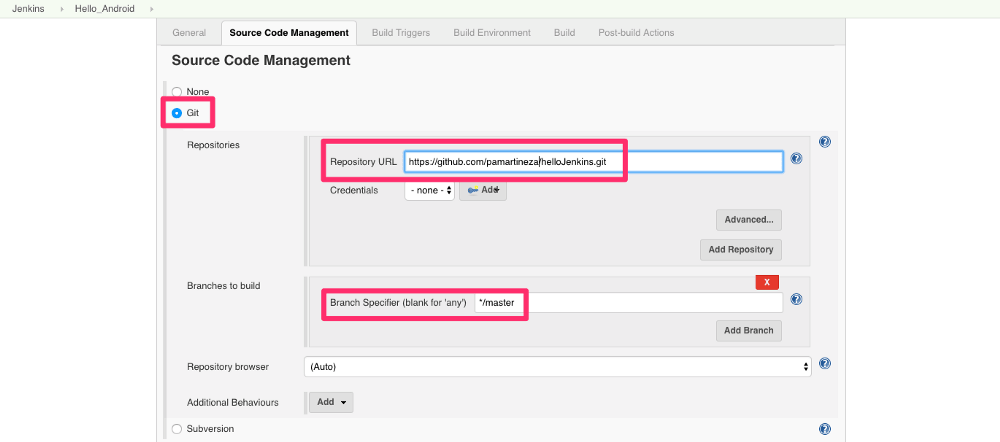 Jenkins Hello_Android
General Source Code Management Build Triggers Build Environment Build Post-build Actions
Source Code Management
None
Git
Repositories
Repository URL https://github.com/pamartineza/helloJenkins.git
Credentials - none - Add
Advanced...
Add Repository
X
Branches to build
Branch Specifier (blank for 'any') */master
Add Branch
Repository browser (Auto)
Additional Behaviours Add
Subversion